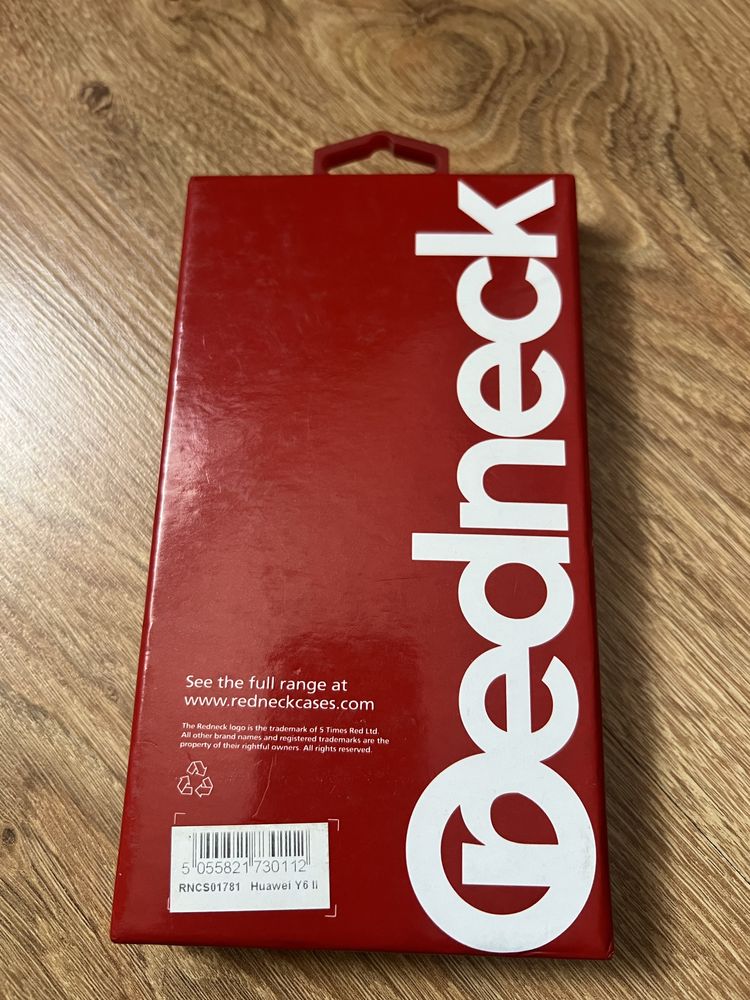 redneck
See the full range at
www.redneckcases.com
The Redneck logo is the trademark of 5 Times Red Ltd.
All other brand names and registered trademarks are the
property of their rightful owners. All rights reserved.
5 055821 730112
RNCS01781 Huawei Y6 Ii